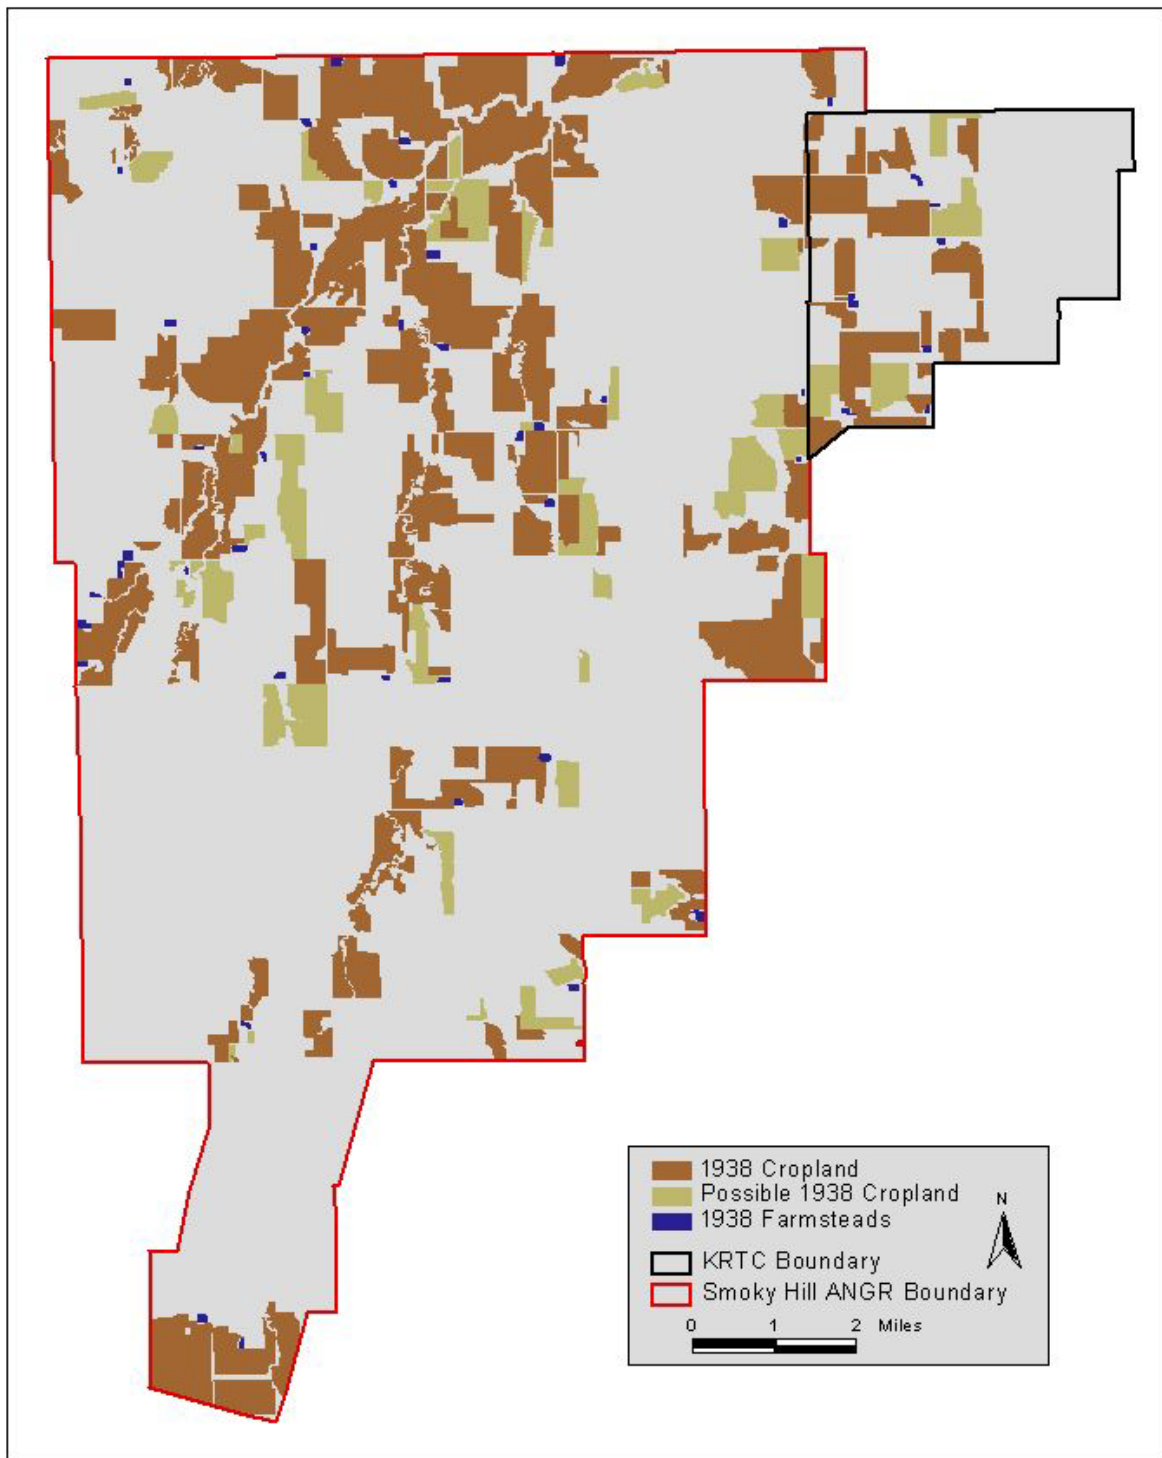 1938 Cropland
Possible 1938 Cropland
1938 Farmsteads
N
KRTC Boundary
Smoky Hill ANGR Boundary
0 1 2 Miles